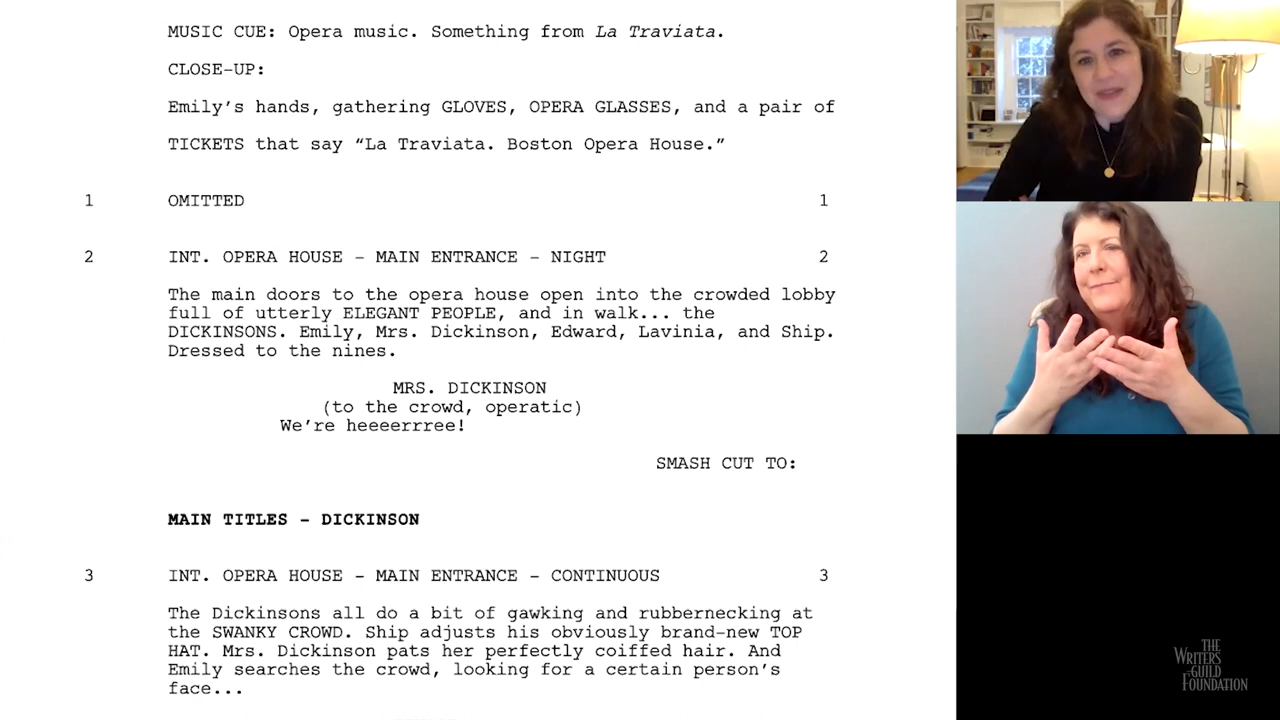 MUSIC CUE: Opera music. Something from La Traviata.
CLOSE-UP:
Emily's hands, gathering GLOVES, OPERA GLASSES, and a pair of
TICKETS that say “La Traviata. Boston Opera House.”
1 OMITTED 1
2 INT. OPERA HOUSE - MAIN ENTRANCE - NIGHT 2
The main doors to the opera house open into the crowded lobby
full of utterly ELEGANT PEOPLE, and in walk... the
DICKINSONS. Emily, Mrs. Dickinson, Edward, Lavinia, and Ship.
Dressed to the nines.
MRS. DICKINSON
(to the crowd, operatic)
We're heeeerrree!
SMASH CUT TO:
MAIN TITLES - DICKINSON
3 INT. OPERA HOUSE - MAIN ENTRANCE - CONTINUOUS 3
The Dickinsons all do a bit of gawking and rubbernecking at
the SWANKY CROWD. Ship adjusts his obviously brand-new TOP
HAT. Mrs. Dickinson pats her perfectly coiffed hair. And
Emily searches the crowd, looking for a certain person's
face...
THE
WRITERS
GUILD
FOUNDATION